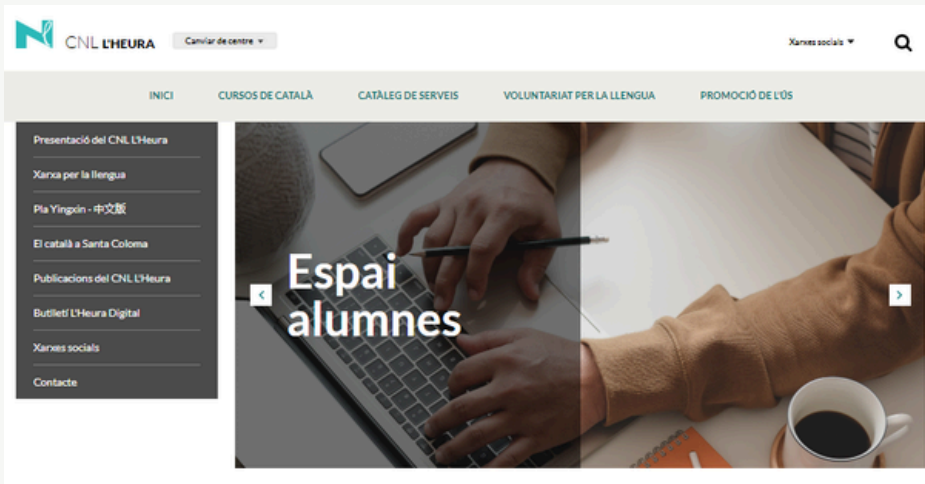 CNL L'HEURA
Canviar de centre
Xarxes socials
INICI
CURSOS DE CATALÀ
CATÀLEG DE SERVEIS
VOLUNTARIAT PER LA LLENGUA
PROMOCIÓ DE L'ÚS
Presentació del CNL L'Heura
Xarxa per la llengua
Pla Yingxin - 中文版
El català a Santa Coloma
Publicacions del CNL L'Heura
Butlletí L'Heura Digital
Xarxes socials
Contacte
Espai
alumnes